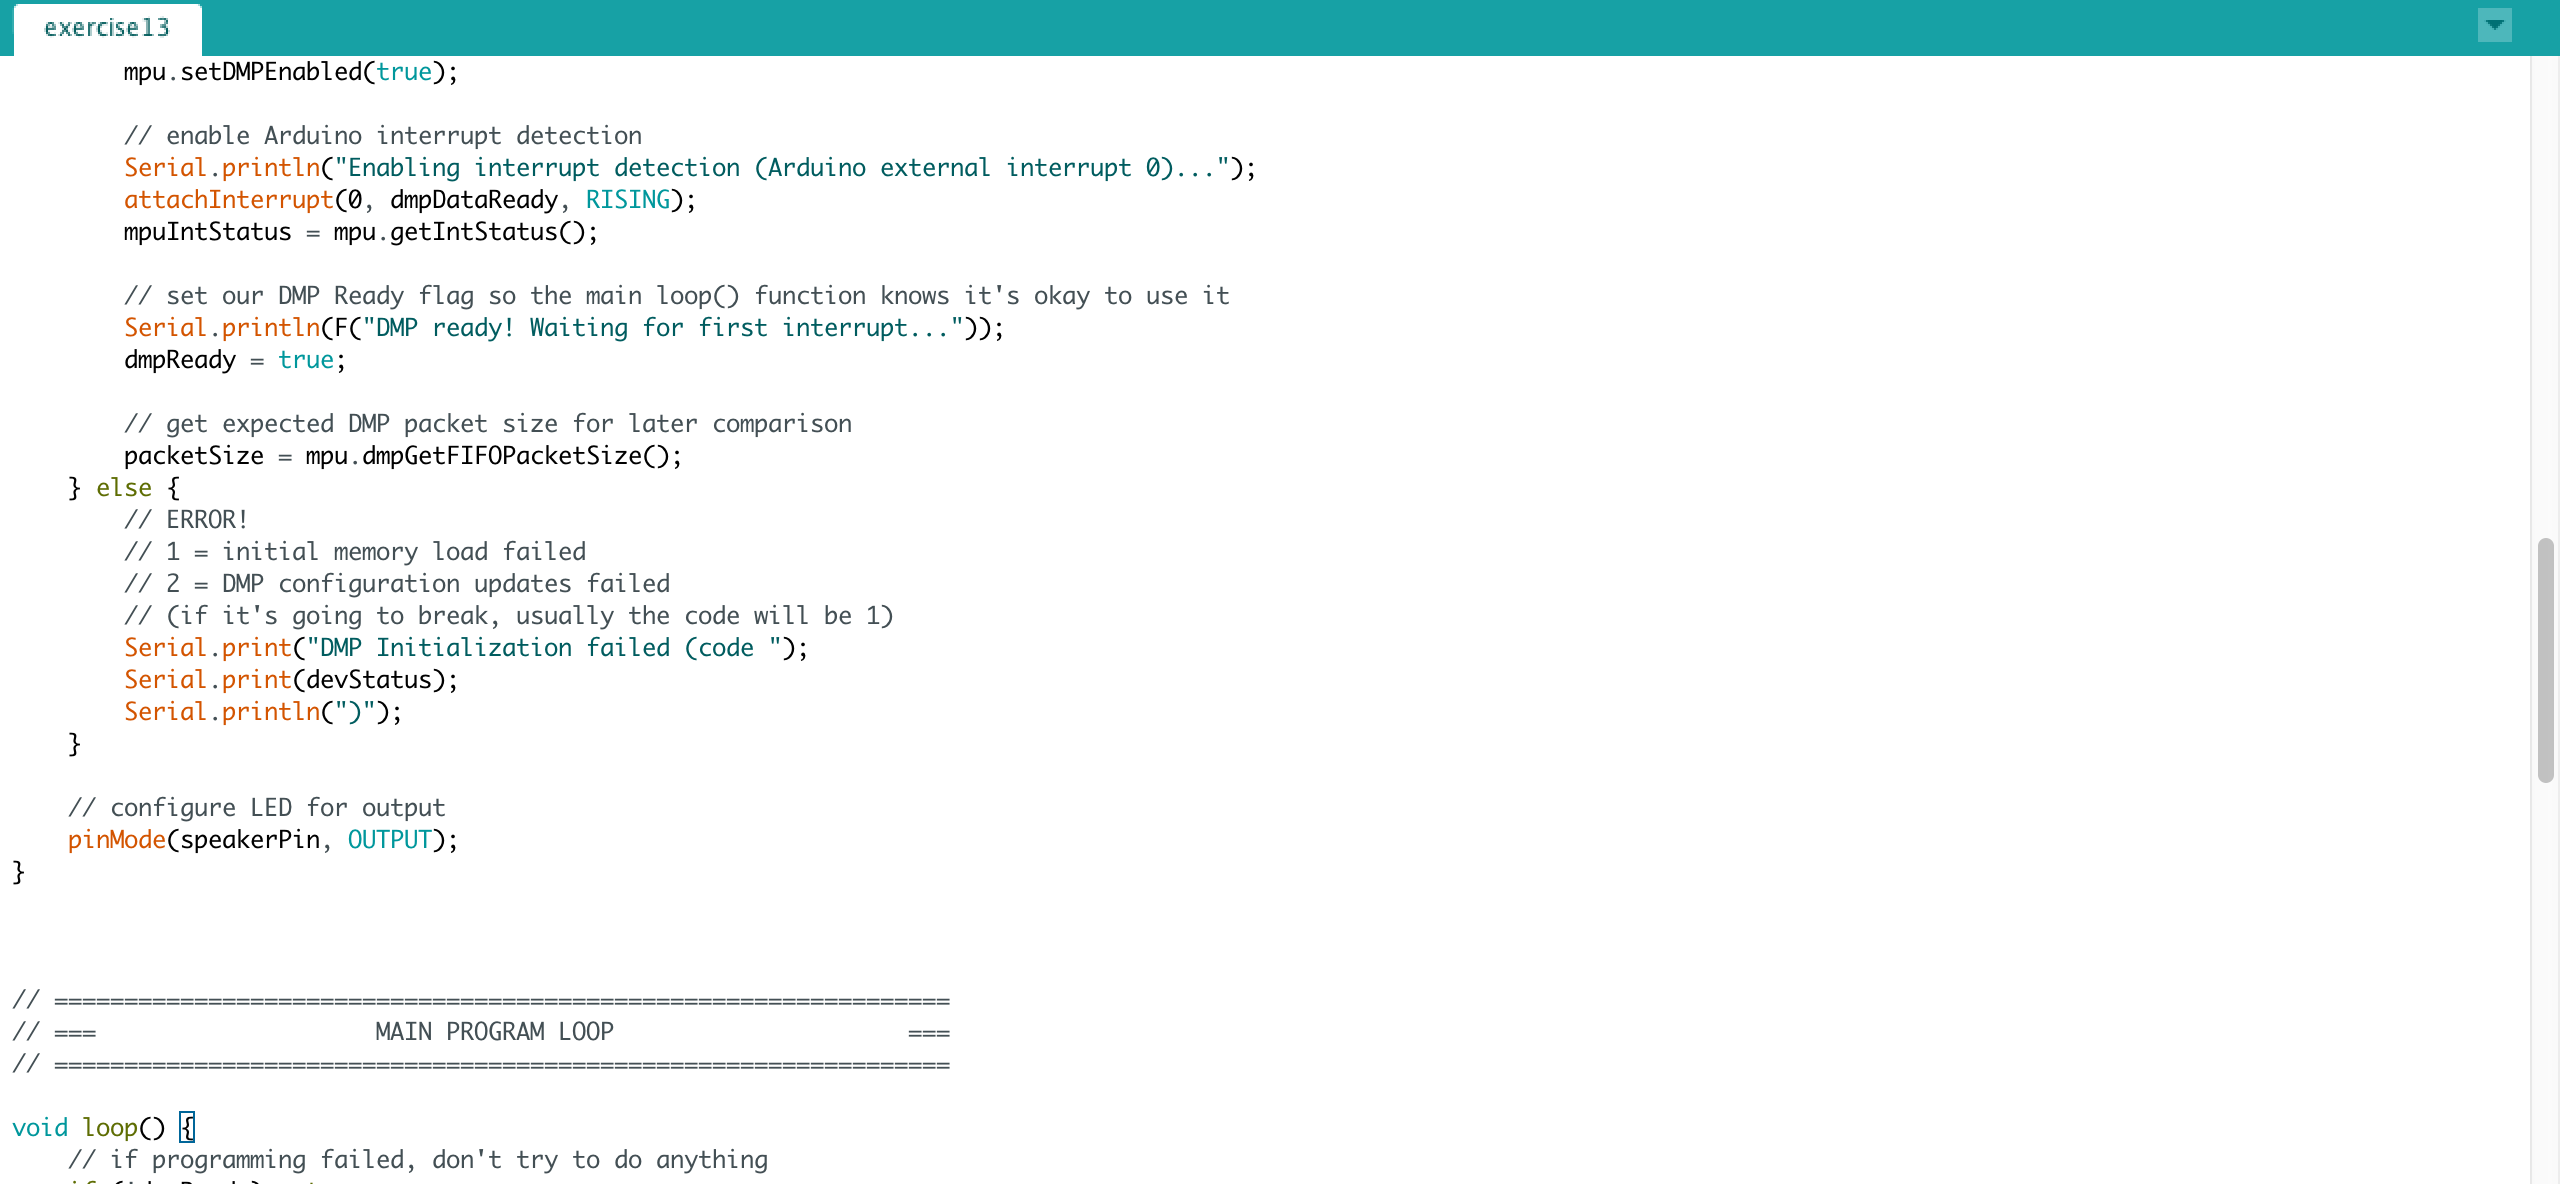 exercise13
        mpu.setDMPEnabled(true);
        // enable Arduino interrupt detection
        Serial.println("Enabling interrupt detection (Arduino external interrupt 0)...");
        attachInterrupt(0, dmpDataReady, RISING);
        mpuIntStatus = mpu.getIntStatus();
        // set our DMP Ready flag so the main loop() function knows it's okay to use it
        Serial.println(F("DMP ready! Waiting for first interrupt..."));
        dmpReady = true;
        // get expected DMP packet size for later comparison
        packetSize = mpu.dmpGetFIFOPacketSize();
    } else {
        // ERROR!
        // 1 = initial memory load failed
        // 2 = DMP configuration updates failed
        // (if it's going to break, usually the code will be 1)
        Serial.print("DMP Initialization failed (code ");
        Serial.print(devStatus);
        Serial.println(")");
    }
    // configure LED for output
    pinMode(speakerPin, OUTPUT);
}
// ================================================================
// ===                    MAIN PROGRAM LOOP                     ===
// ================================================================
void loop() {
    // if programming failed, don't try to do anything